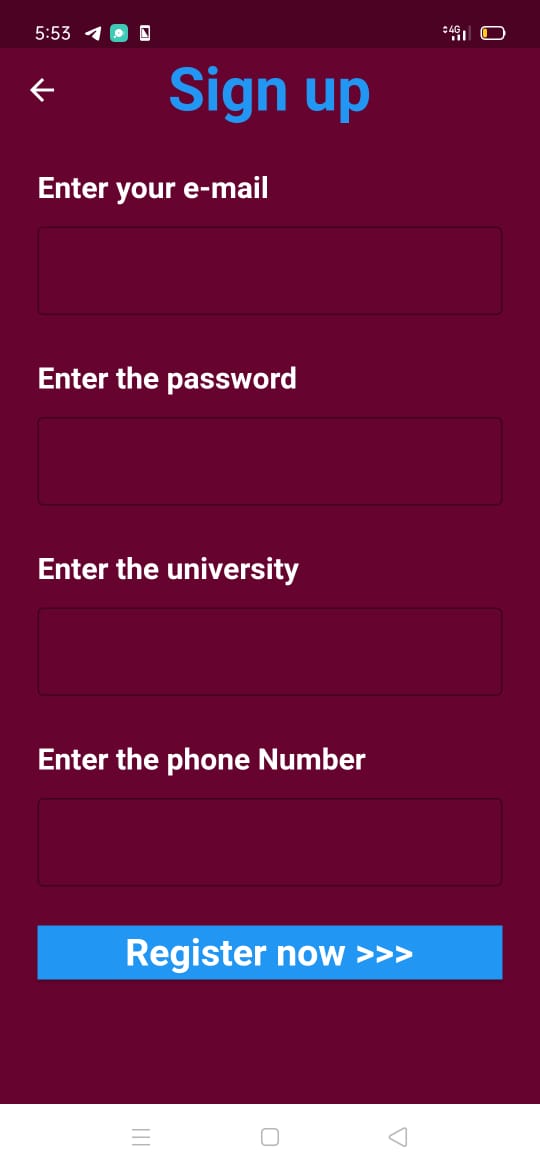 5:53
4G
Sign up
Enter your e-mail
Enter the password
Enter the university
Enter the phone Number
Register now >>>